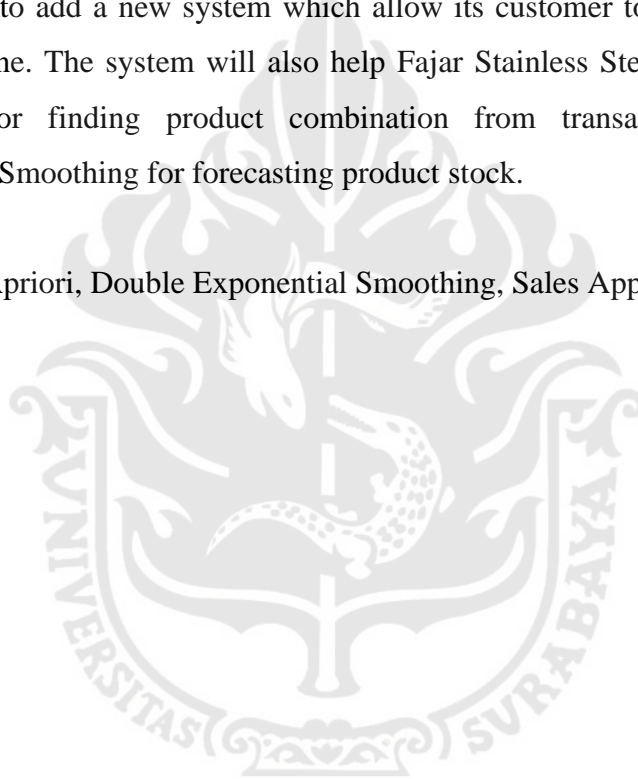 to add a new system which allow its customer to
ne. The system will also help Fajar Stainless Ste
or finding product combination from transa
Smoothing for forecasting product stock.
priori, Double Exponential Smoothing, Sales App
UNIVERSITAS SURABAYA